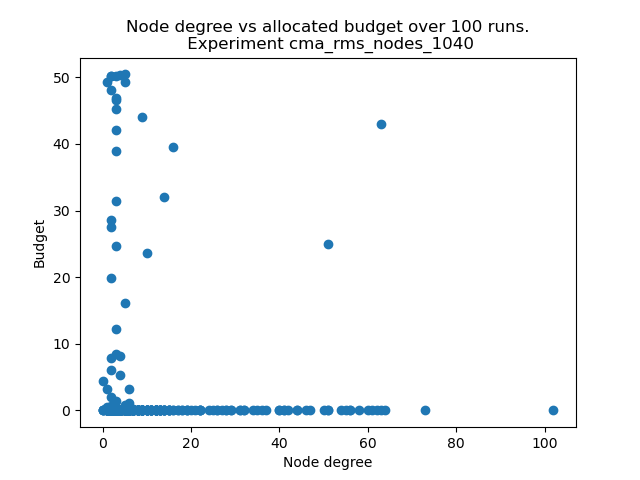 Node degree vs allocated budget over 100 runs.
Experiment cma_rms_nodes_1040
50
40
30
20
10
0
Budget
0 20 40 60 80 100
Node degree